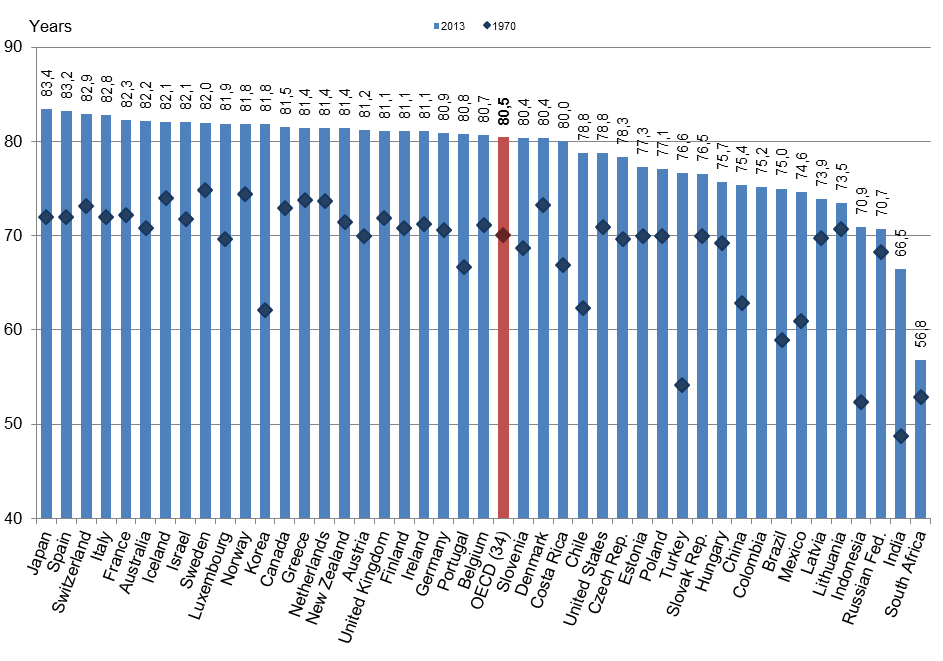 Years
2013
1970
90
80
70
60
50
40
83,4
83,2
82,9
82,8
82,3
82,2
82,1
82,1
82,0
81,9
81,8
81,8
81,5
81,4
81,4
81,4
81,2
81,1
81,1
81,1
80,9
80,8
80,7
80,5
80,4
80,4
80,0
78,8
78,8
78,3
77,3
77,1
76,6
76,5
75,7
75,4
75,2
75,0
74,6
73,9
73,5
70,9
70,7
66,5
56,8
Japan
Spain
Switzerland
Italy
France
Australia
Iceland
Israel
Sweden
Luxembourg
Norway
Korea
Canada
Greece
Netherlands
New Zealand
Austria
United Kingdom
Finland
Ireland
Germany
Portugal
Belgium
OECD (34)
Slovenia
Denmark
Costa Rica
Chile
United States
Czech Rep.
Estonia
Poland
Turkey
Slovak Rep.
Hungary
China
Colombia
Brazil
Mexico
Latvia
Lithuania
Indonesia
Russian Fed.
India
South Africa